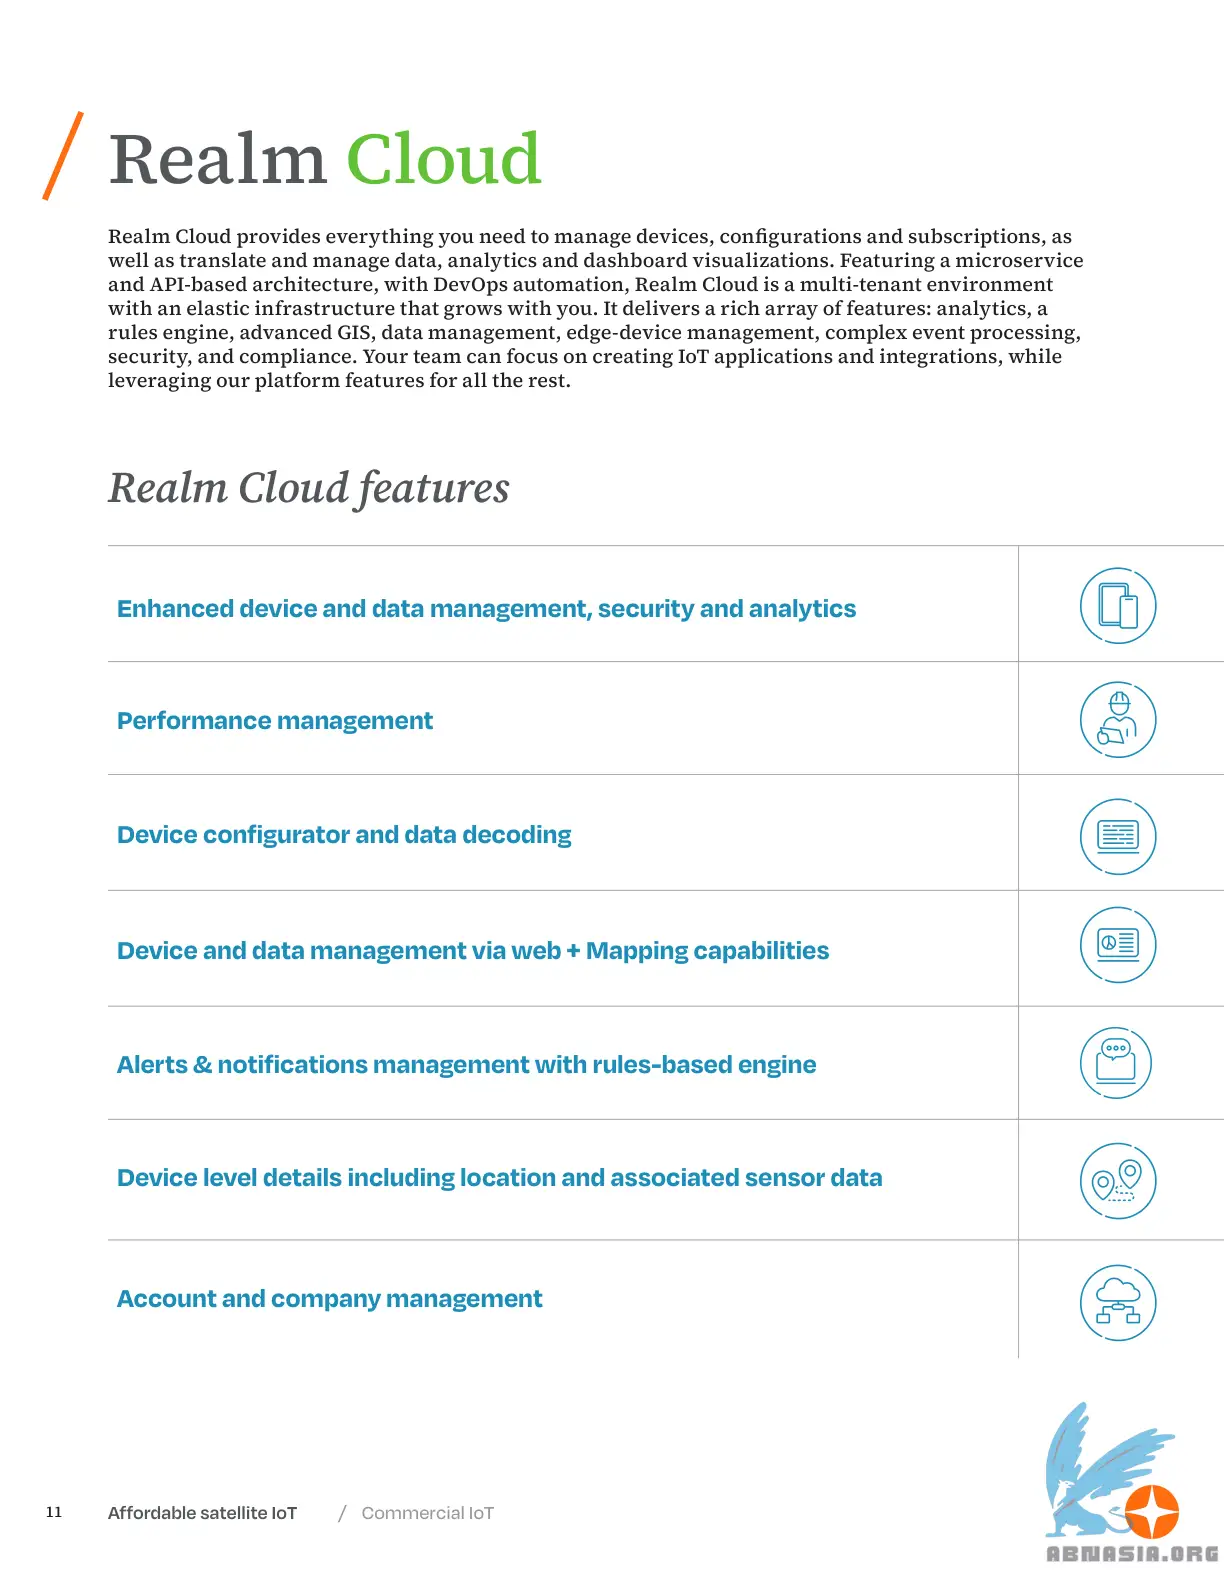 Realm Cloud
Realm Cloud provides everything you need to manage devices, configurations and subscriptions, as
well as translate and manage data, analytics and dashboard visualizations. Featuring a microservice
and API-based architecture, with DevOps automation, Realm Cloud is a multi-tenant environment
with an elastic infrastructure that grows with you. It delivers a rich array of features: analytics, a
rules engine, advanced GIS, data management, edge-device management, complex event processing,
security, and compliance. Your team can focus on creating IoT applications and integrations, while
leveraging our platform features for all the rest.
Realm Cloud features
Enhanced device and data management, security and analytics
Performance management
Device configurator and data decoding
Device and data management via web + Mapping capabilities
Alerts & notifications management with rules-based engine
Device level details including location and associated sensor data
Account and company management
11 Affordable satellite IoT / Commercial IoT
ABNASIA.ORG